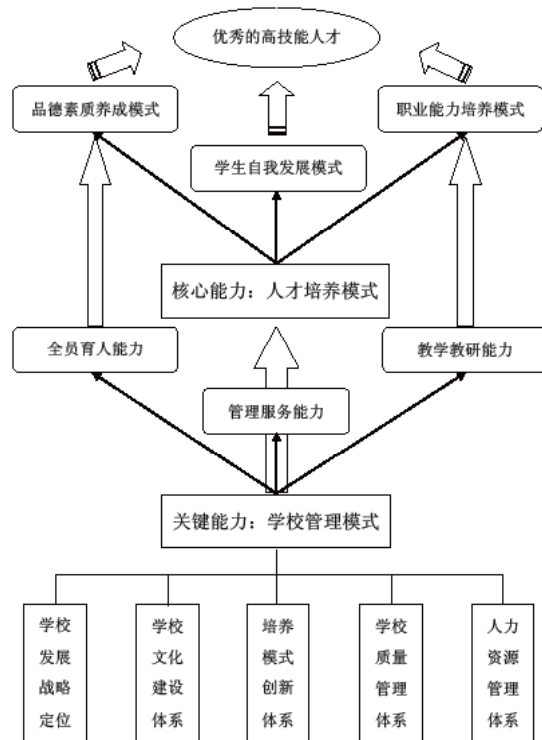 优秀的高技能人才
品德素质养成模式
职业能力培养模式
学生自我发展模式
核心能力：人才培养模式
全员育人能力
教学教研能力
管理服务能力
关键能力：学校管理模式
学校
发展
战略
定位
学校
文化
建设
体系
培养
模式
创新
体系
学校
质量
管理
体系
人力
资源
管理
体系